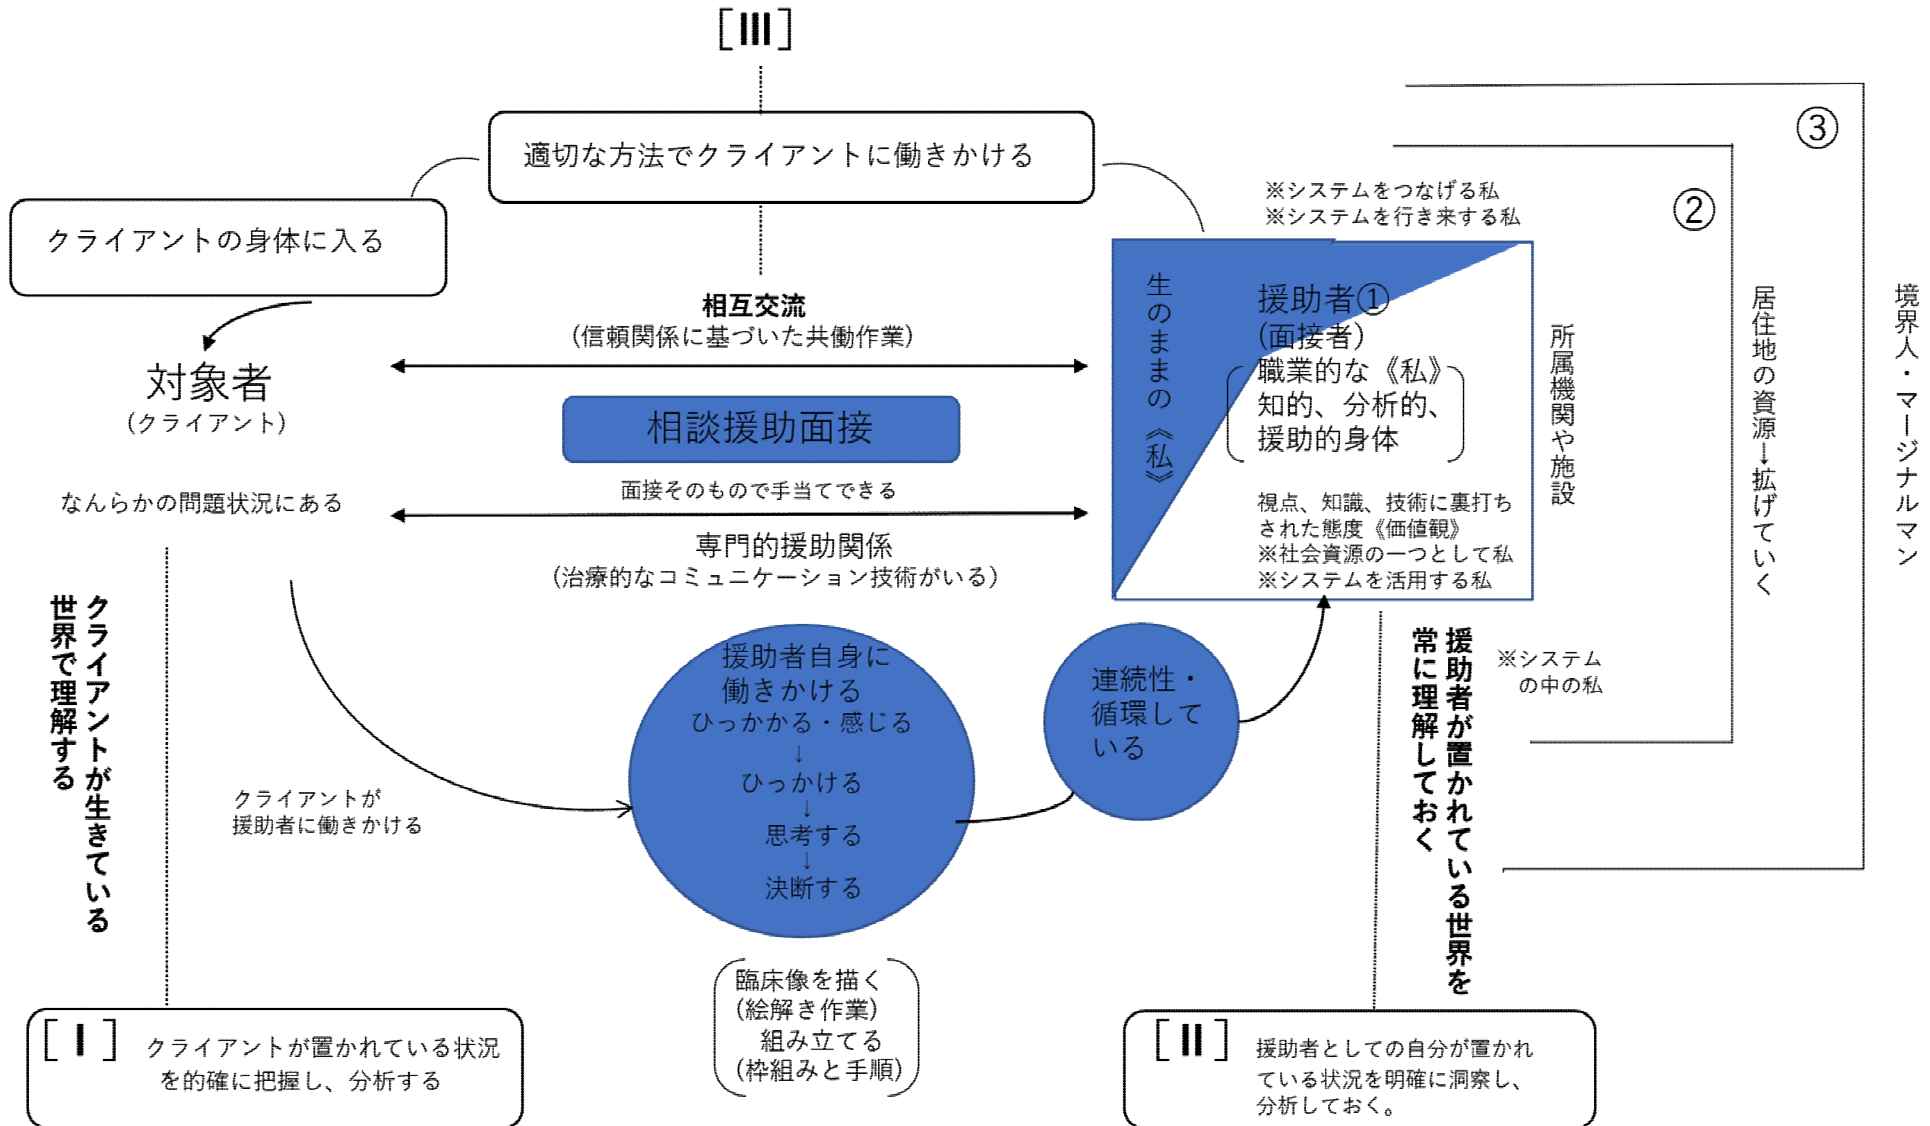 [Ⅲ]
適切な方法でクライアントに働きかける
クライアントの身体に入る
相互交流
(信頼関係に基づいた共働作業)
対象者
(クライアント)
相談援助面接
なんらかの問題状況にある
面接そのもので手当てできる
専門的援助関係
(治療的なコミュニケーション技術がいる)
※システムをつなげる私
※システムを行き来する私
生のままの《私》
援助者①
(面接者)
職業的な《私》
知的、分析的、
援助的身体
視点、知識、技術に裏打ち
された態度《価値観》
※社会資源の一つとして私
※システムを活用する私
所属機関や施設
②
居住地の資源→拡げていく
③
境界人・マージナルマン
クライアントが生きている
世界で理解する
クライアントが
援助者に働きかける
援助者自身に
働きかける
ひっかかる・感じる
↓
ひっかける
↓
思考する
↓
決断する
連続性・
循環して
いる
援助者が置かれている世界を
常に理解しておく
※システム
の中の私
臨床像を描く
(絵解き作業)
組み立てる
(枠組みと手順)
[Ⅰ]
クライアントが置かれている状況
を的確に把握し、分析する
[Ⅱ]
援助者としての自分が置かれ
ている状況を明確に洞察し、
分析しておく。